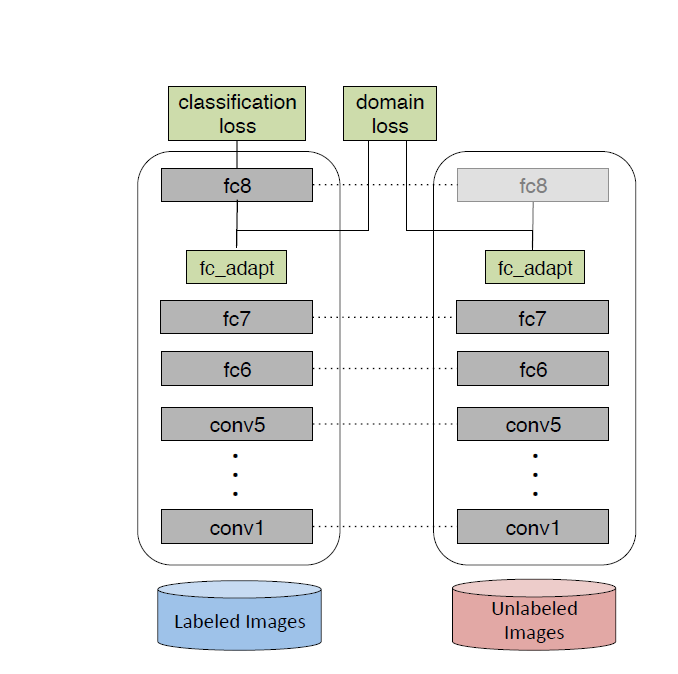 classification
loss
domain
loss
fc8
fc8
fc_adapt
fc_adapt
fc7
fc7
fc6
fc6
conv5
conv5
conv1
conv1
Labeled Images
Unlabeled
Images